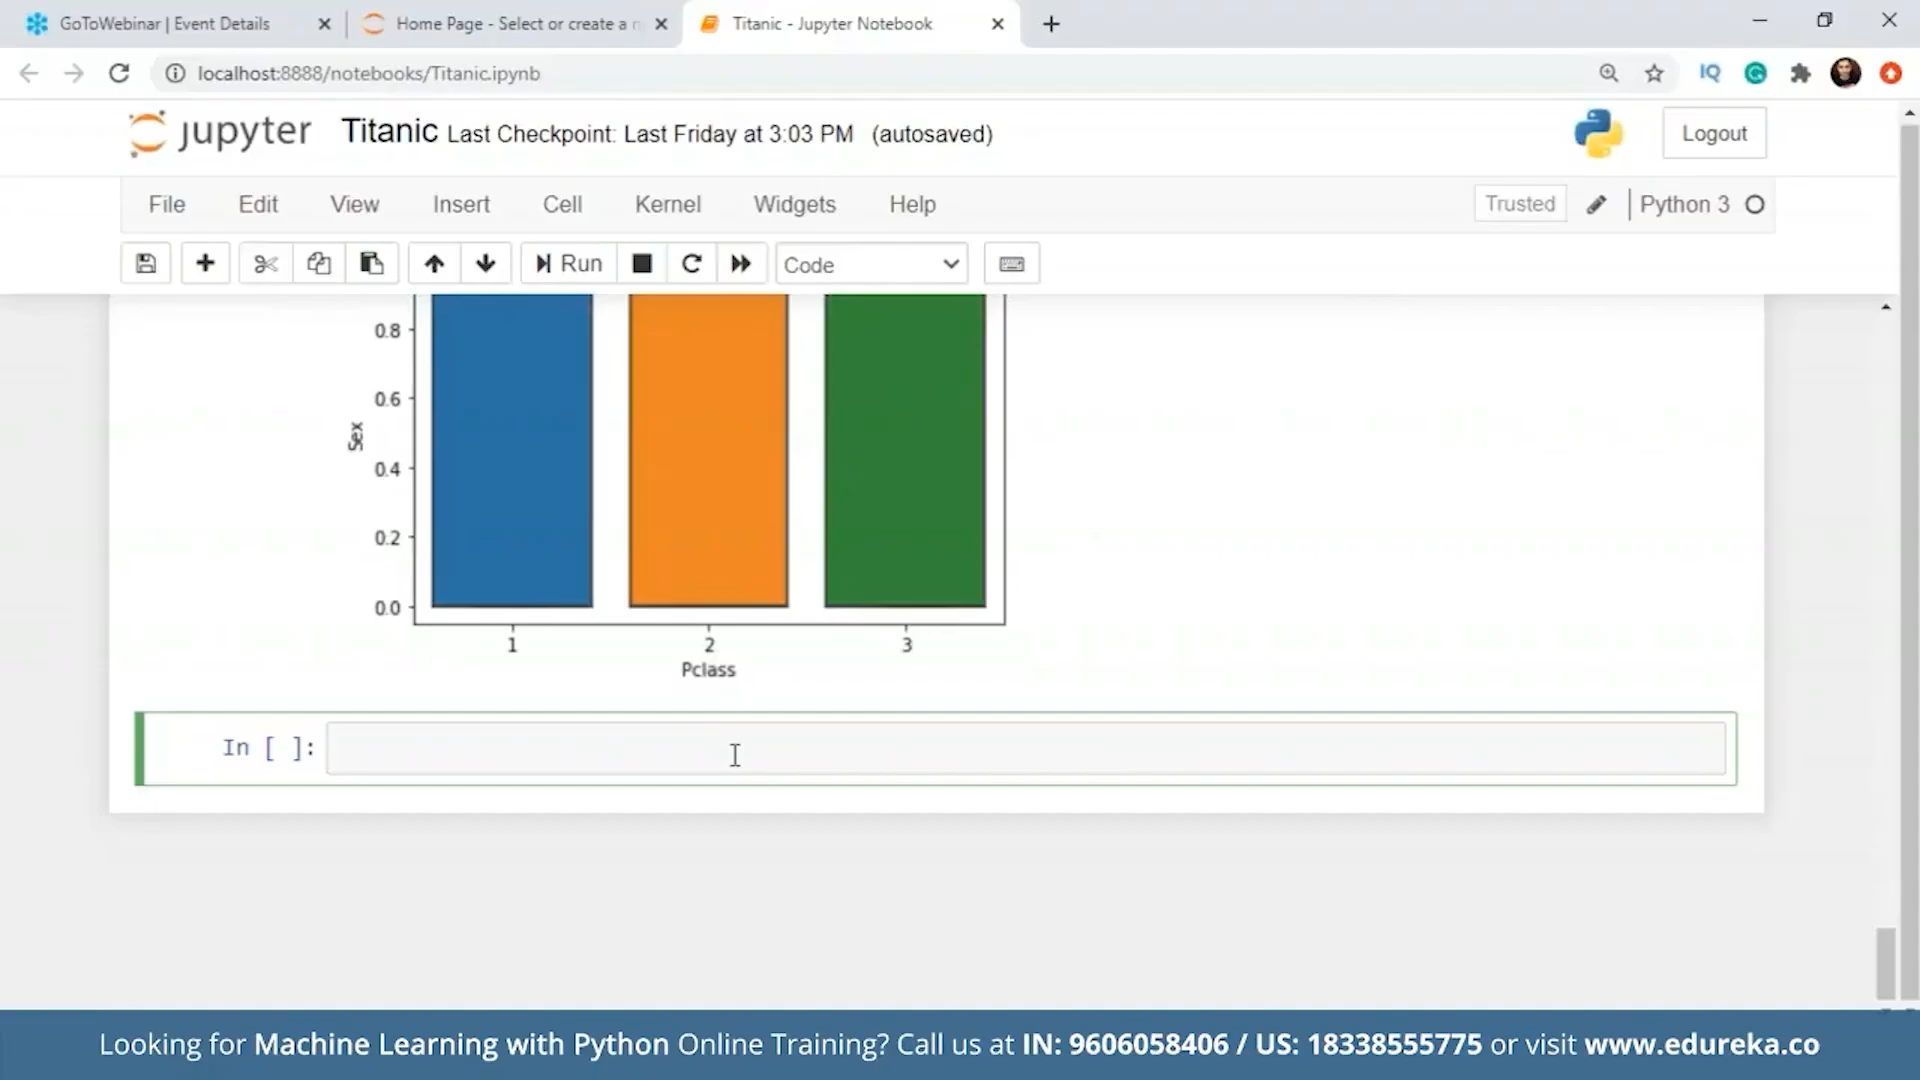 GoToWebinar | Event Details
Home Page - Select or create a n
Titanic - Jupyter Notebook
localhost:8888/notebooks/Titanic.ipynb
IQ
jupyter Titanic Last Checkpoint: Last Friday at 3:03 PM (autosaved)
Logout
File Edit View Insert Cell Kernel Widgets Help
Trusted
Python 3
Run
Code
0.8
0.6
Sex
0.4
0.2
0.0
1 2 3
Pclass
In [ ]:
Looking for Machine Learning with Python Online Training? Call us at IN: 9606058406 / US: 18338555775 or visit www.edureka.co